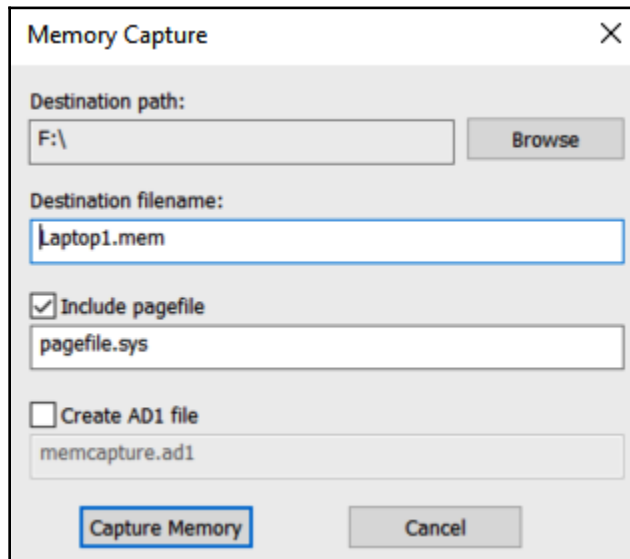 Memory Capture
Destination path:
F:\
Browse
Destination filename:
Laptop1.mem
Include pagefile
pagefile.sys
Create AD1 file
memcapture.ad1
Capture Memory
Cancel